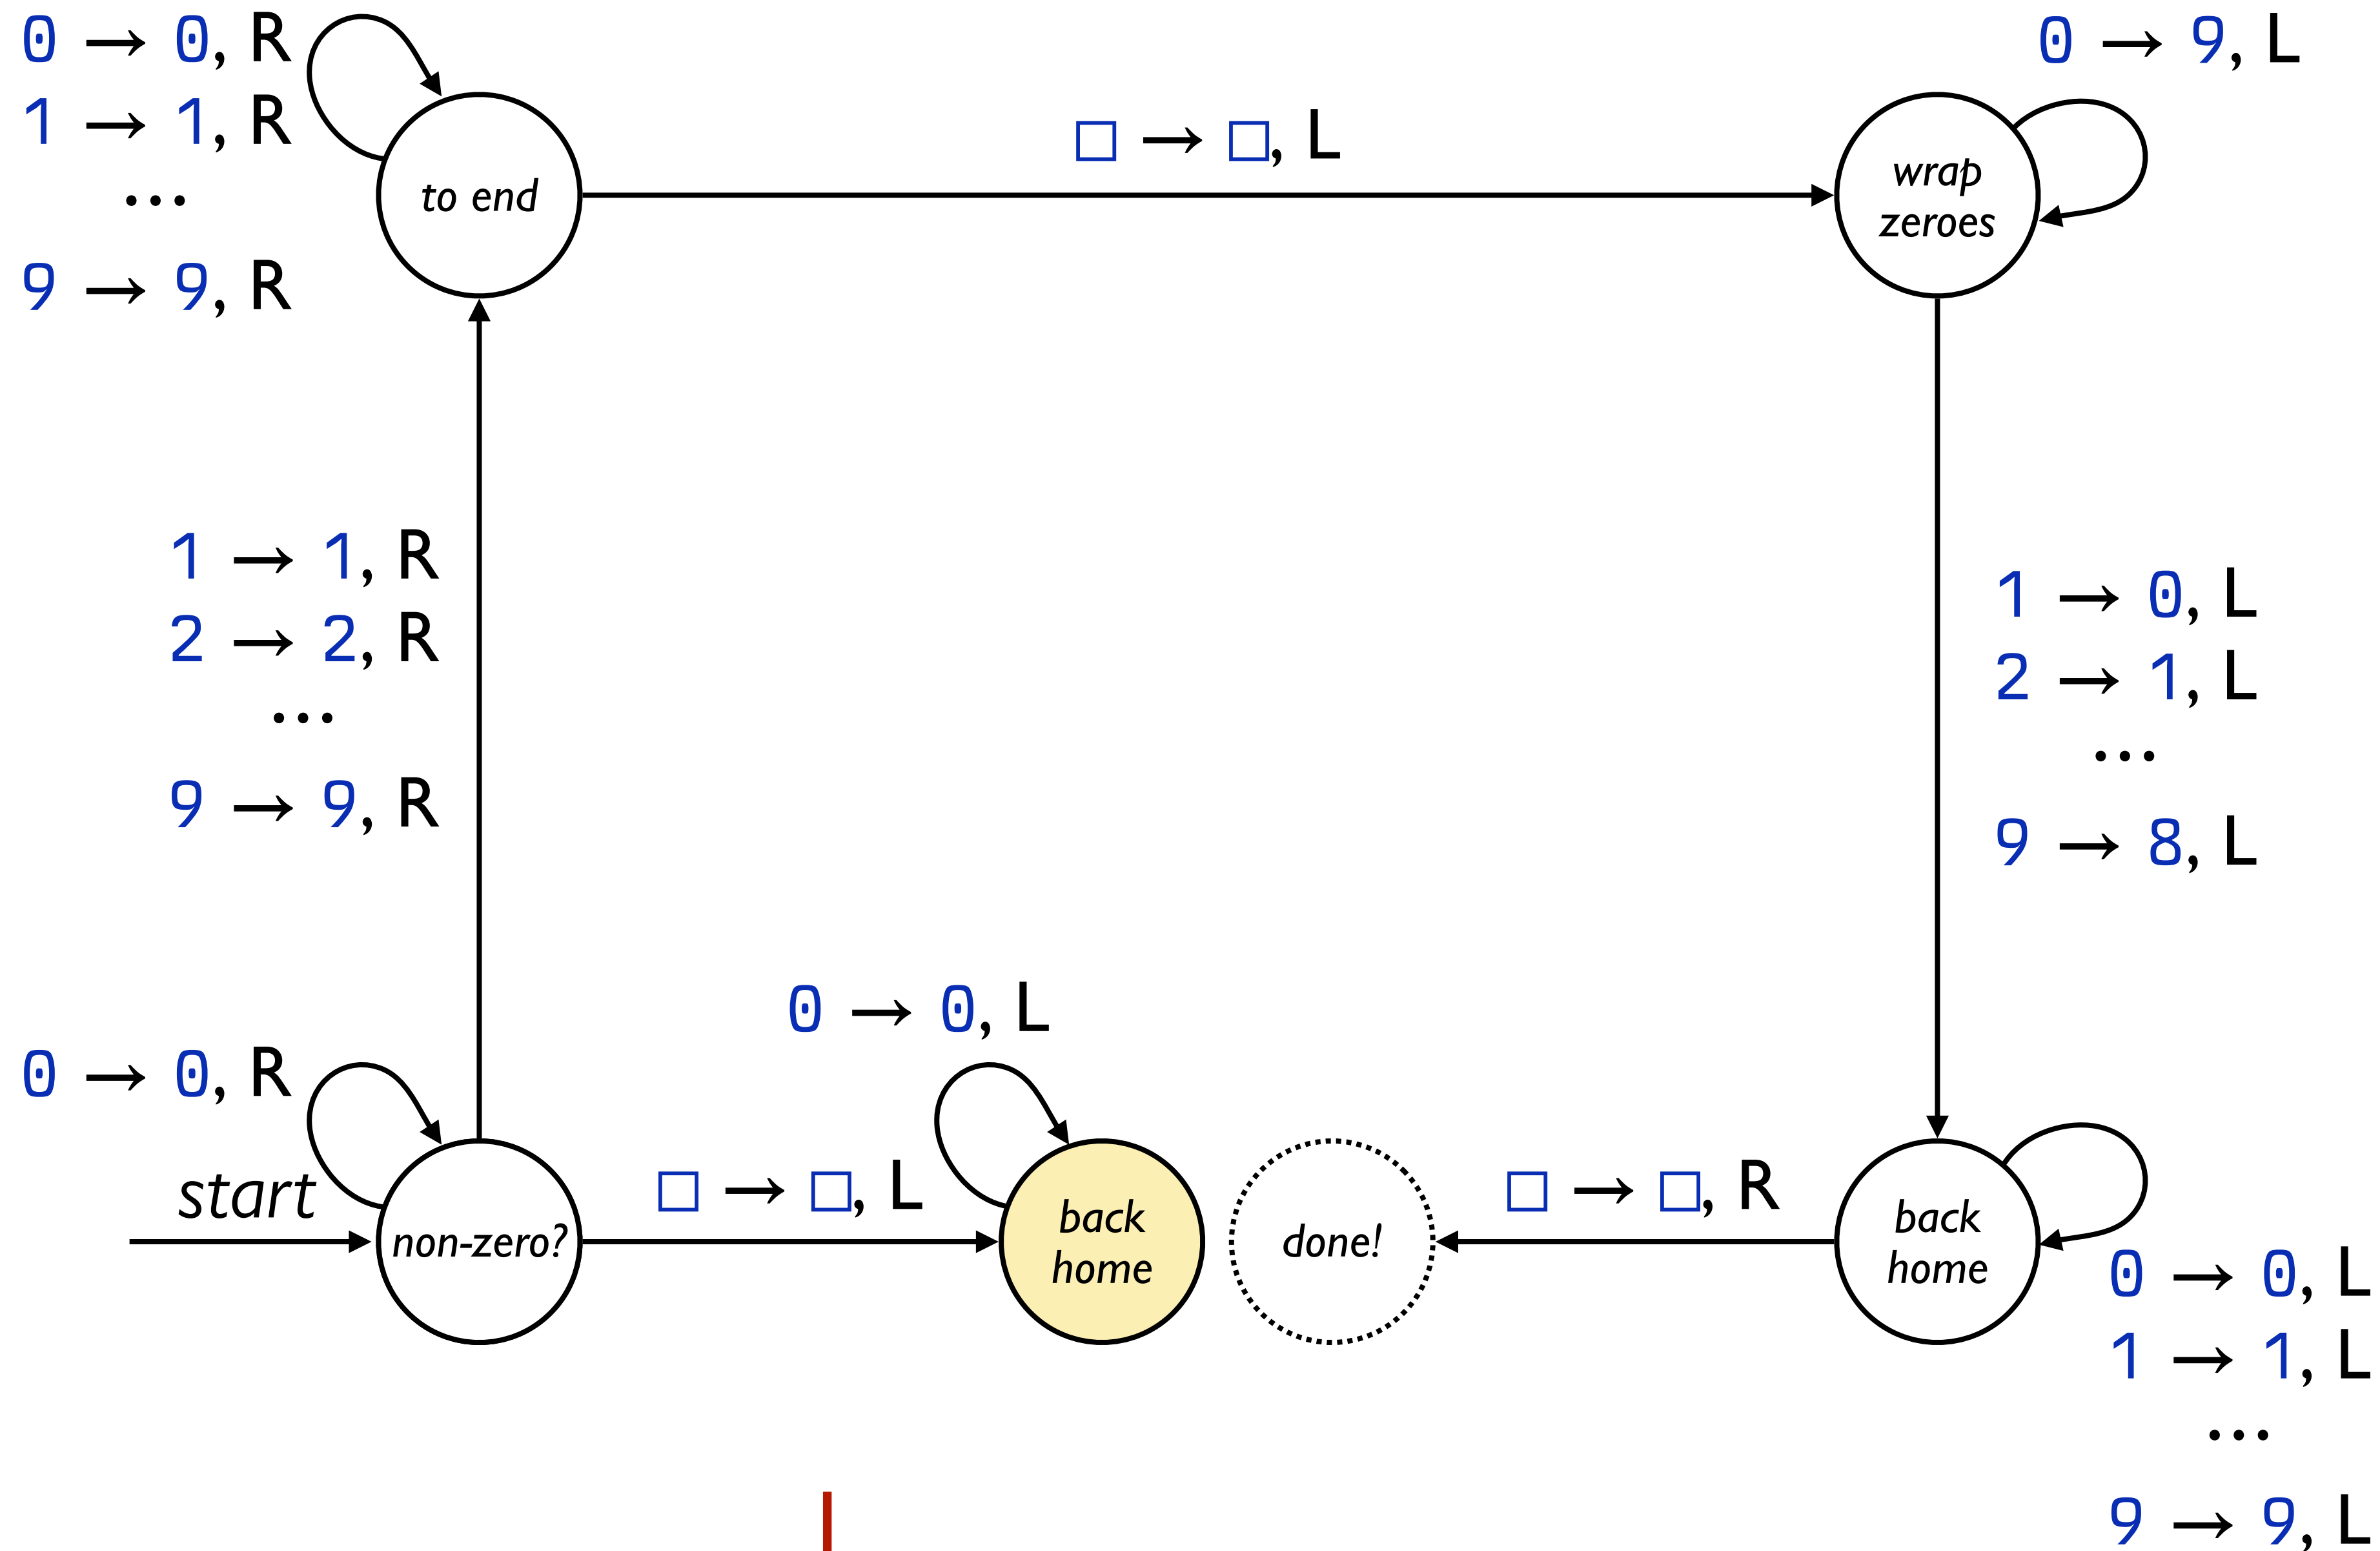 0 → 0, R
1 → 1, R
...
9 → 9, R
to end
□ → □, L
0 → 9, L
wrap
zeroes
1 → 1, R
2 → 2, R
...
9 → 9, R
1 → 0, L
2 → 1, L
...
9 → 8, L
0 → 0, R
start
non-zero?
□ → □, L
0 → 0, L
back
home
done!
□ → □, R
back
home
0 → 0, L
1 → 1, L
...
9 → 9, L